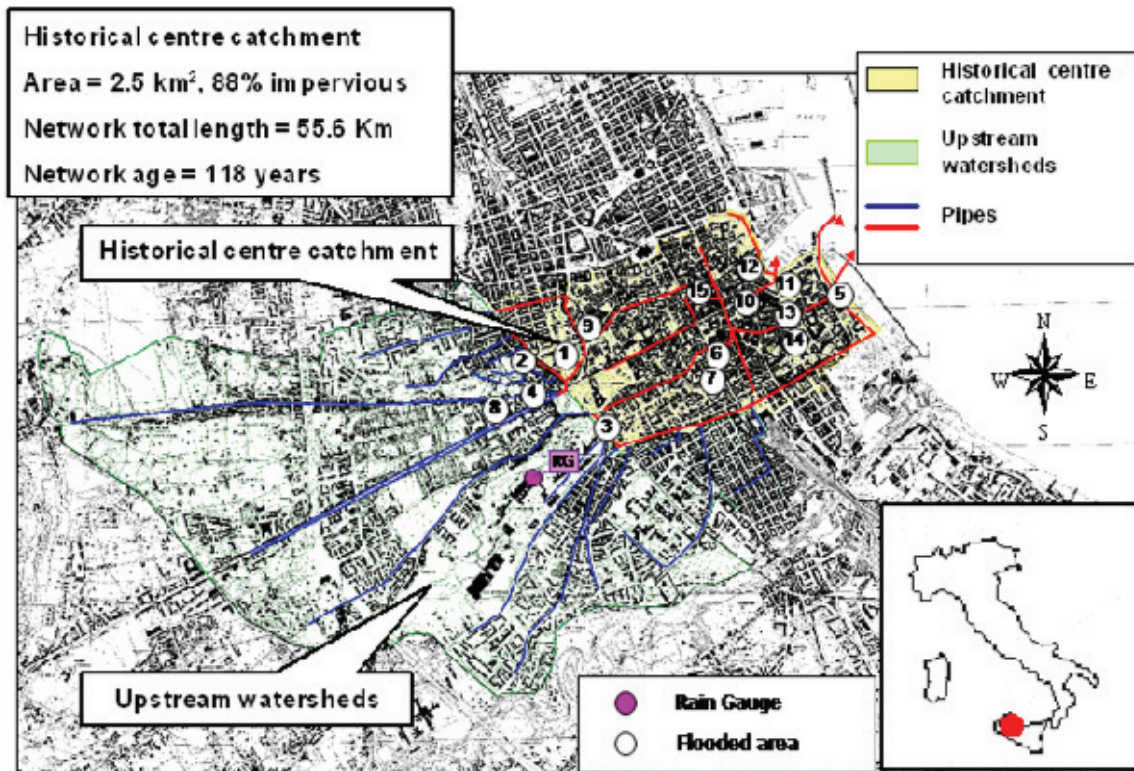 Historical centre catchment
Area = 2.5 km², 88% impervious
Network total length = 55.6 Km
Network age = 118 years
Historical centre catchment
Historical centre
catchment
Upstream
watersheds
Pipes
12
11
5
15
10
13
9
14
1
6
2
7
4
8
3
RG
N
W
E
S
Upstream watersheds
Rain Gauge
Flooded area